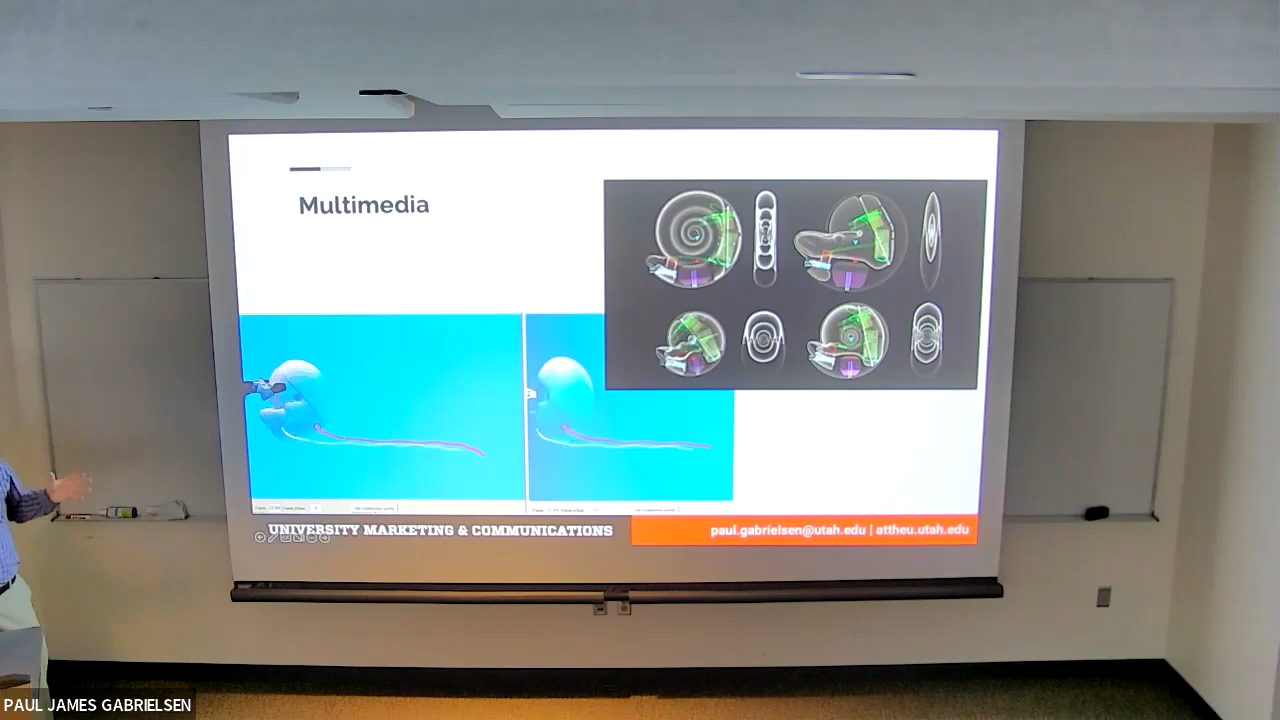 Multimedia
UNIVERSITY MARKETING & COMMUNICATIONS
paul.gabrielsen@utah.edu | attheu.utah.edu
PAUL JAMES GABRIELSEN